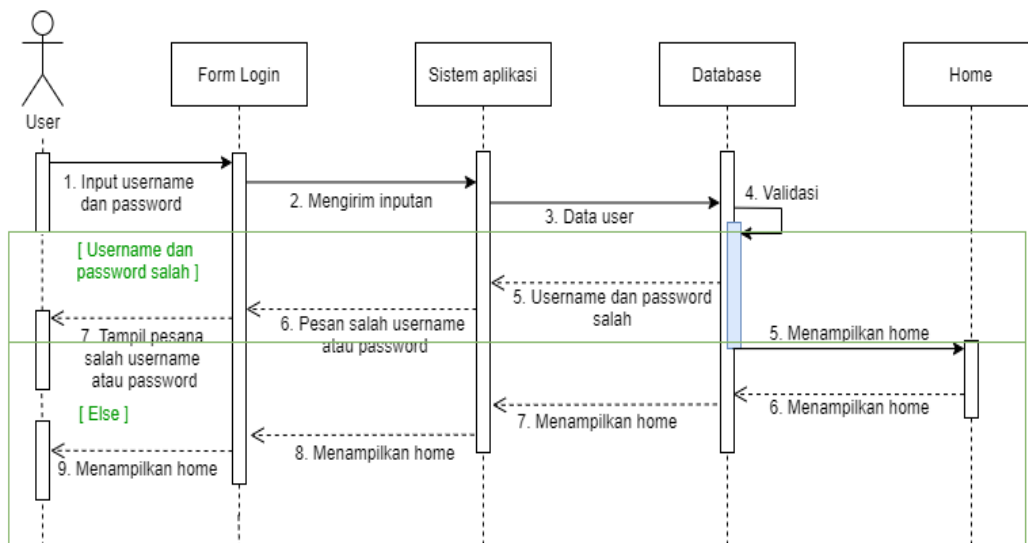 User
Form Login
Sistem aplikasi
Database
Home
1. Input username
dan password
2. Mengirim inputan
3. Data user
4. Validasi
[ Username dan
password salah ]
5. Username dan password
salah
6. Pesan salah username
atau password
7. Tampil pesana
salah username
atau password
5. Menampilkan home
[ Else ]
6. Menampilkan home
7. Menampilkan home
8. Menampilkan home
9. Menampilkan home